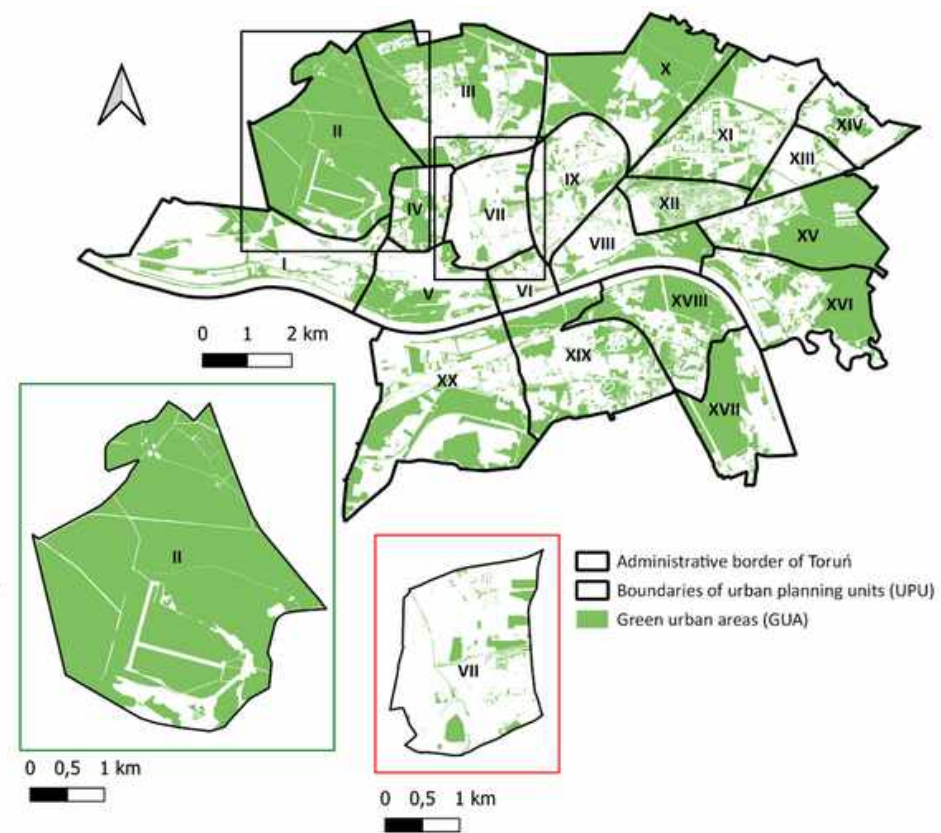 X
III
II
XIV
XI
XIII
IX
IV
XII
VII
XV
VIII
I
V
VI
XVIII
XVI
0 1 2 km
XIX
XX
XVII
II
VII
Administrative border of Toruń
Boundaries of urban planning units (UPU)
Green urban areas (GUA)
0 0,5 1 km
0 0,5 1 km